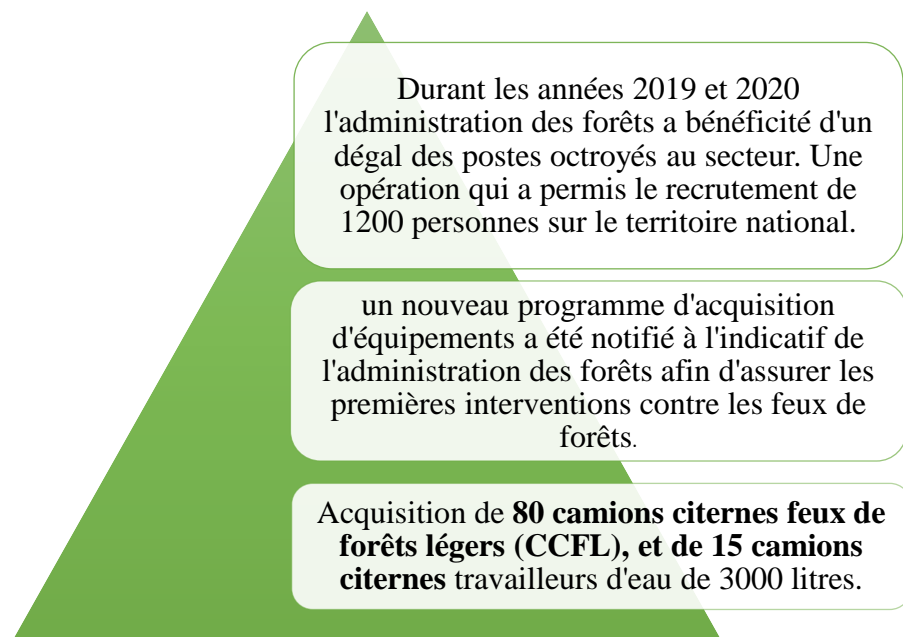 Durant les années 2019 et 2020
l'administration des forêts a bénéficité d'un
dégal des postes octroyés au secteur. Une
opération qui a permis le recrutement de
1200 personnes sur le territoire national.
un nouveau programme d'acquisition
d'équipements a été notifié à l'indicatif de
l'administration des forêts afin d'assurer les
premières interventions contre les feux de
forêts.
Acquisition de 80 camions citernes feux de
forêts légers (CCFL), et de 15 camions
citernes travailleurs d'eau de 3000 litres.